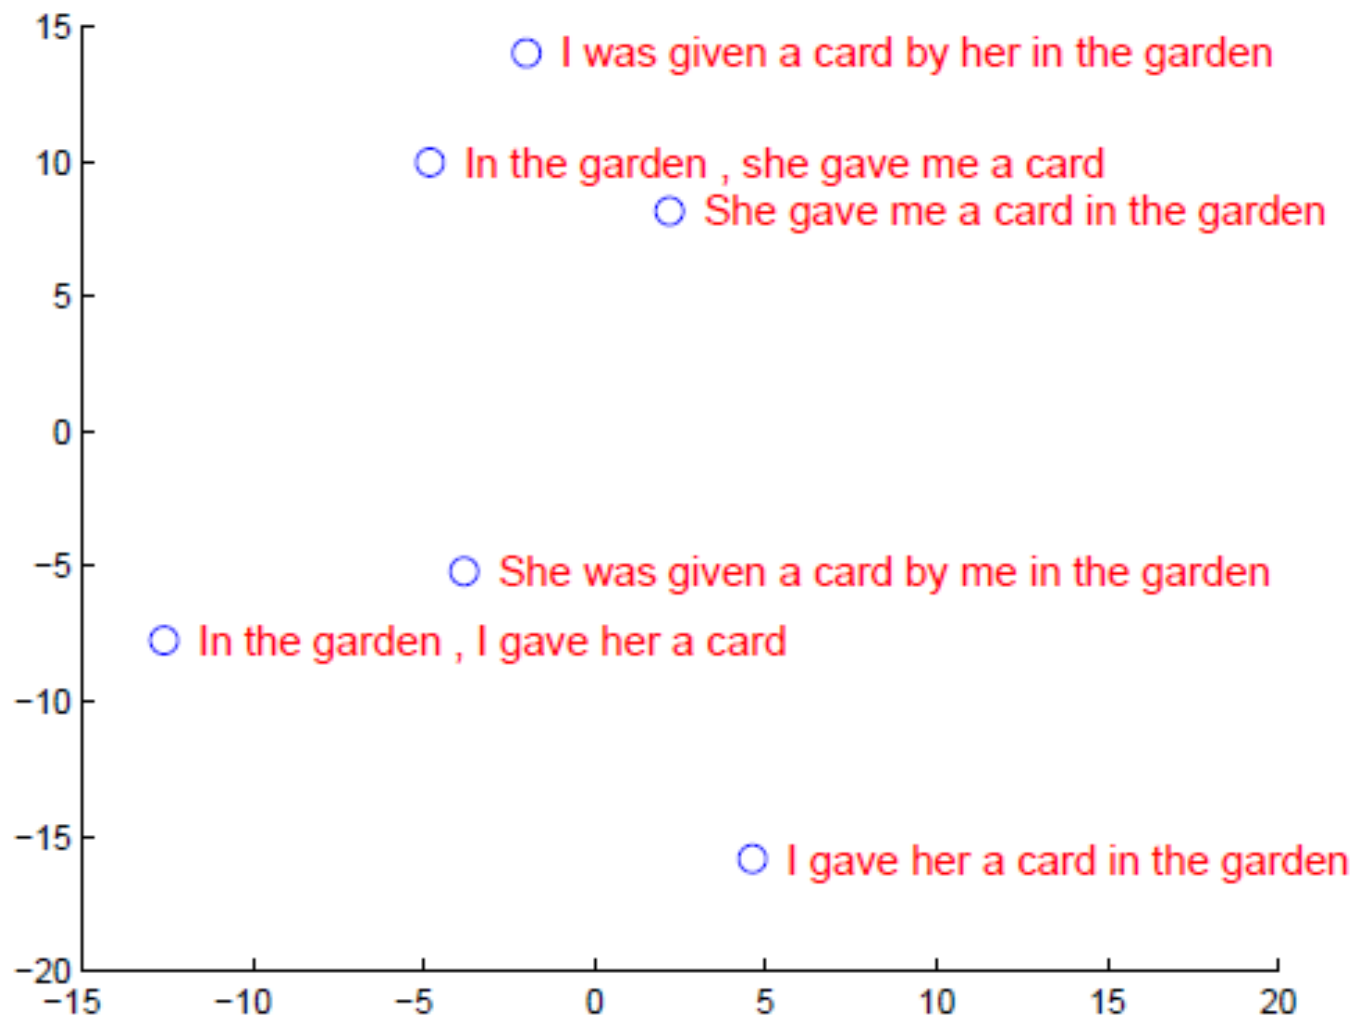 15
I was given a card by her in the garden
10
In the garden , she gave me a card
She gave me a card in the garden
5
0
−5
She was given a card by me in the garden
In the garden , I gave her a card
−10
−15
I gave her a card in the garden
−20
−15 −10 −5 0 5 10 15 20